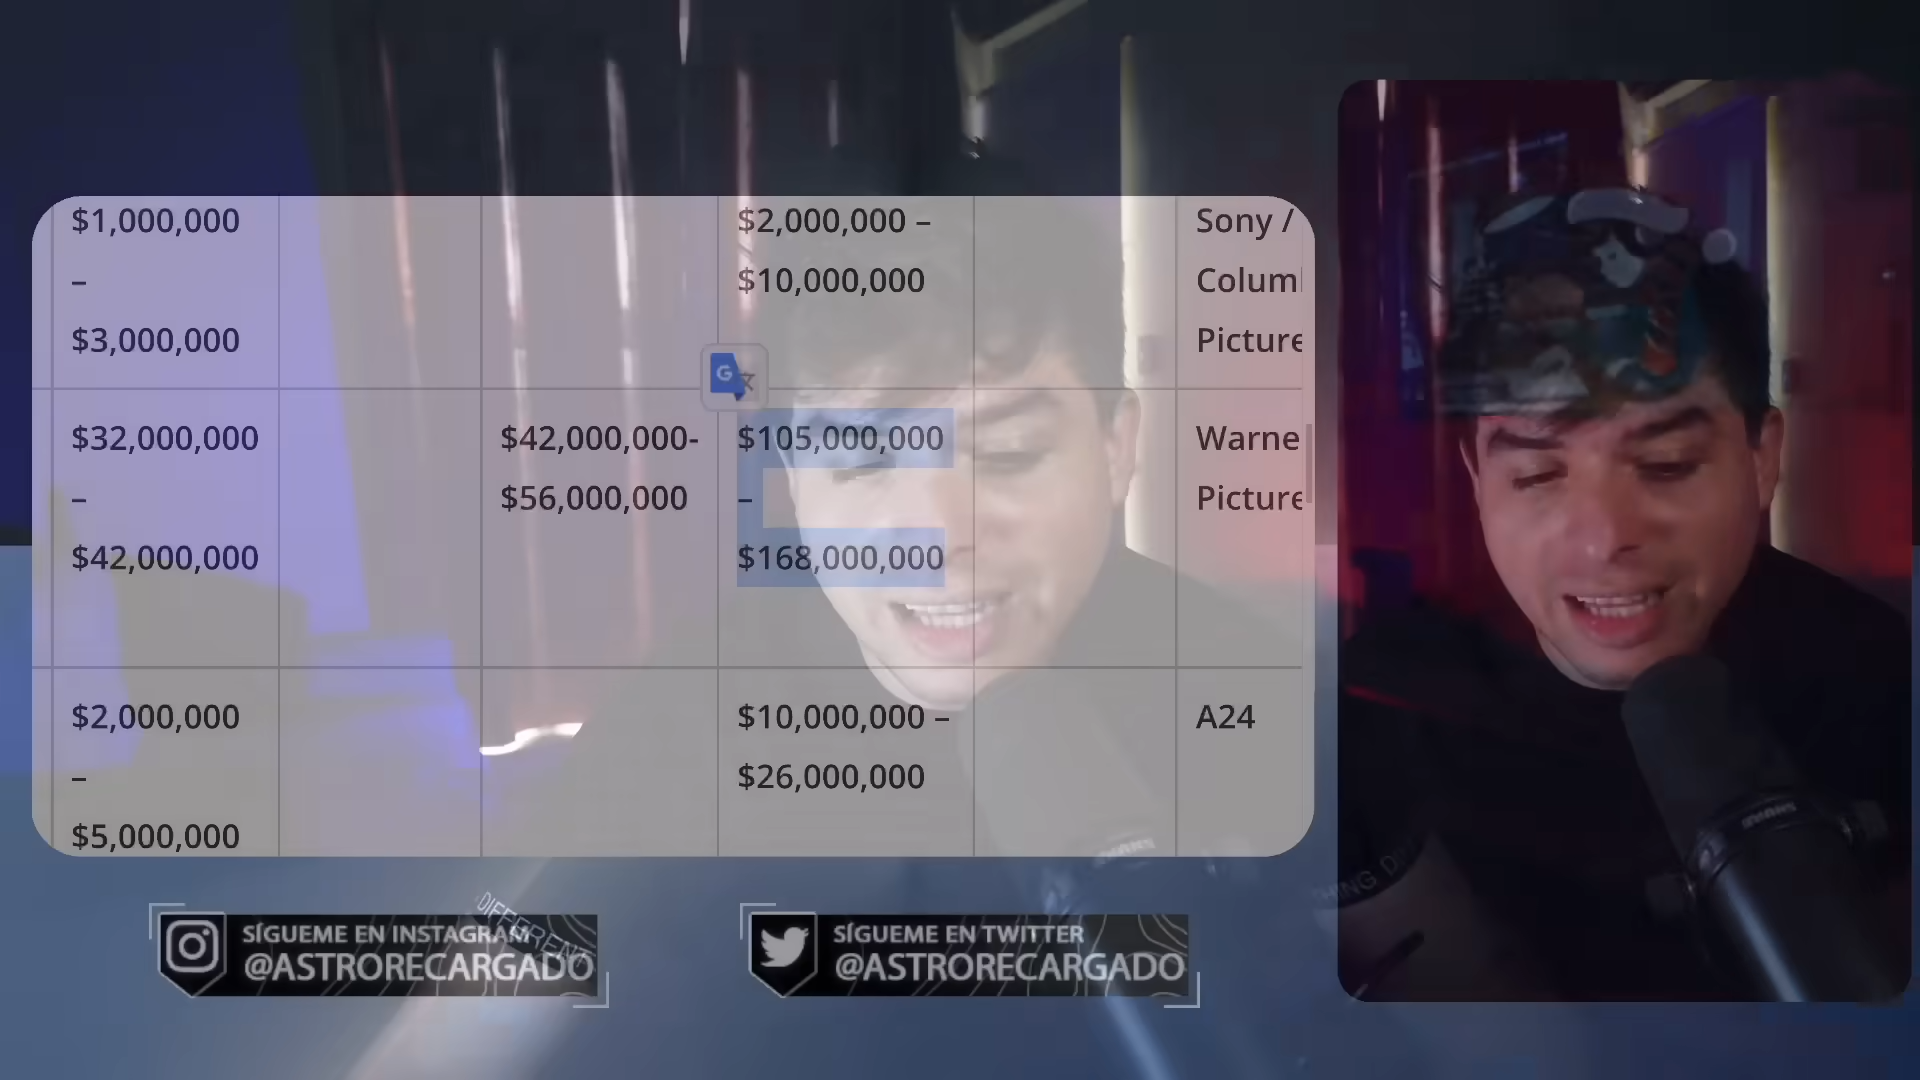 $1,000,000
–
$3,000,000
$2,000,000 –
$10,000,000
Sony /
Colum
Picture
$32,000,000
–
$42,000,000
$42,000,000-
$56,000,000
$105,000,000
–
$168,000,000
Warne
Picture
$2,000,000
–
$5,000,000
$10,000,000 –
$26,000,000
A24
SÍGUEME EN INSTAGRAM
@ASTRORECARGADO
DIFFERENT
SÍGUEME EN TWITTER
@ASTRORECARGADO